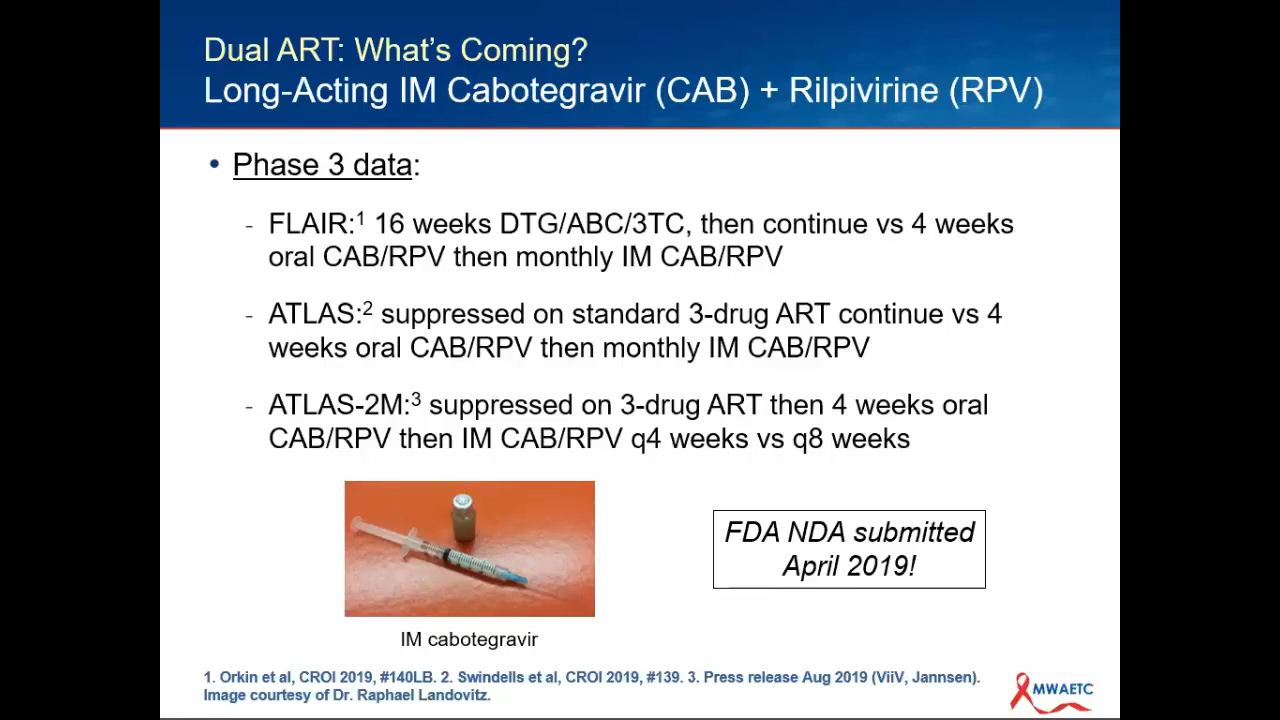 Dual ART: What's Coming?
Long-Acting IM Cabotegravir (CAB) + Rilpivirine (RPV)
• Phase 3 data:
- FLAIR:1 16 weeks DTG/ABC/3TC, then continue vs 4 weeks
oral CAB/RPV then monthly IM CAB/RPV
- ATLAS:2 suppressed on standard 3-drug ART continue vs 4
weeks oral CAB/RPV then monthly IM CAB/RPV
- ATLAS-2M:3 suppressed on 3-drug ART then 4 weeks oral
CAB/RPV then IM CAB/RPV q4 weeks vs q8 weeks
FDA NDA submitted
April 2019!
IM cabotegravir
1. Orkin et al, CROI 2019, #140LB. 2. Swindells et al, CROI 2019, #139. 3. Press release Aug 2019 (ViiV, Jannsen).
Image courtesy of Dr. Raphael Landovitz.
MWAETC